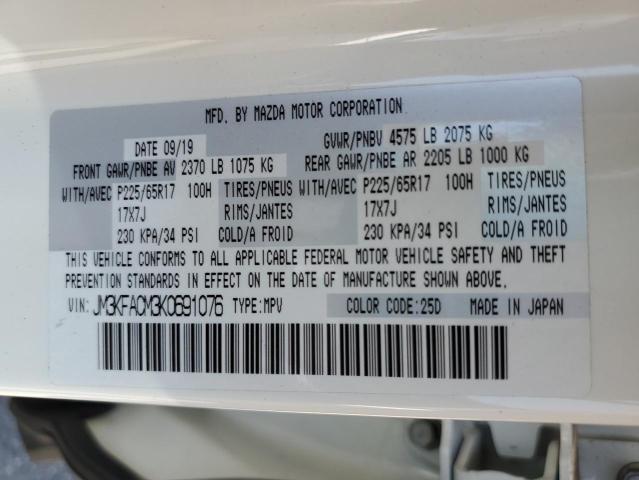 MFD. BY MAZDA MOTOR CORPORATION
DATE 09/19 GVWR/PNBV 4575 LB 2075 KG
FRONT GAWR/PNBE AV 2370 LB 1075 KG REAR GAWR/PNBE AR 2205 LB 1000 KG
WITH/AVEC P225/65R17 100H TIRES/PNEUS WITH/AVEC P225/65R17 100H TIRES/PNEUS
17X7J RIMS/JANTES 17X7J RIMS/JANTES
230 KPA/34 PSI COLD/A FROID 230 KPA/34 PSI COLD/A FROID
THIS VEHICLE CONFORMS TO ALL APPLICABLE FEDERAL MOTOR VEHICLE SAFETY AND THEFT
PREVENTION STANDARDS IN EFFECT ON THE DATE OF MANUFACTURE SHOWN ABOVE.
VIN: JM3KFACM3K0691076 TYPE:MPV COLOR CODE:25D MADE IN JAPAN